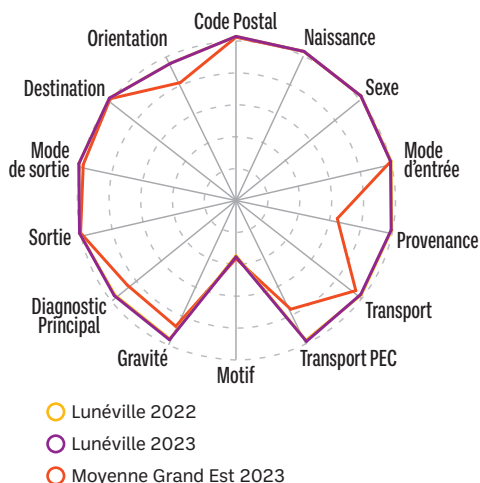 Code Postal
Naissance
Sexe
Mode
d'entrée
Provenance
Transport
Transport PEC
Motif
Gravité
Diagnostic
Principal
Sortie
Mode
de sortie
Destination
Orientation
Lunéville 2022
Lunéville 2023
Moyenne Grand Est 2023